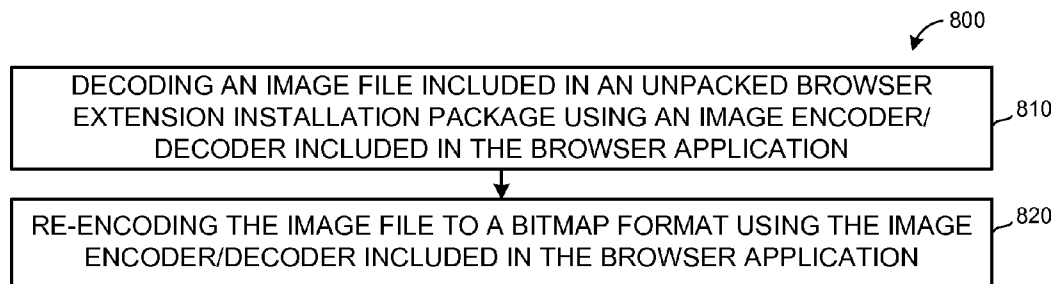 800
DECODING AN IMAGE FILE INCLUDED IN AN UNPACKED BROWSER
EXTENSION INSTALLATION PACKAGE USING AN IMAGE ENCODER/
DECODER INCLUDED IN THE BROWSER APPLICATION
810
RE-ENCODING THE IMAGE FILE TO A BITMAP FORMAT USING THE IMAGE
ENCODER/DECODER INCLUDED IN THE BROWSER APPLICATION
820